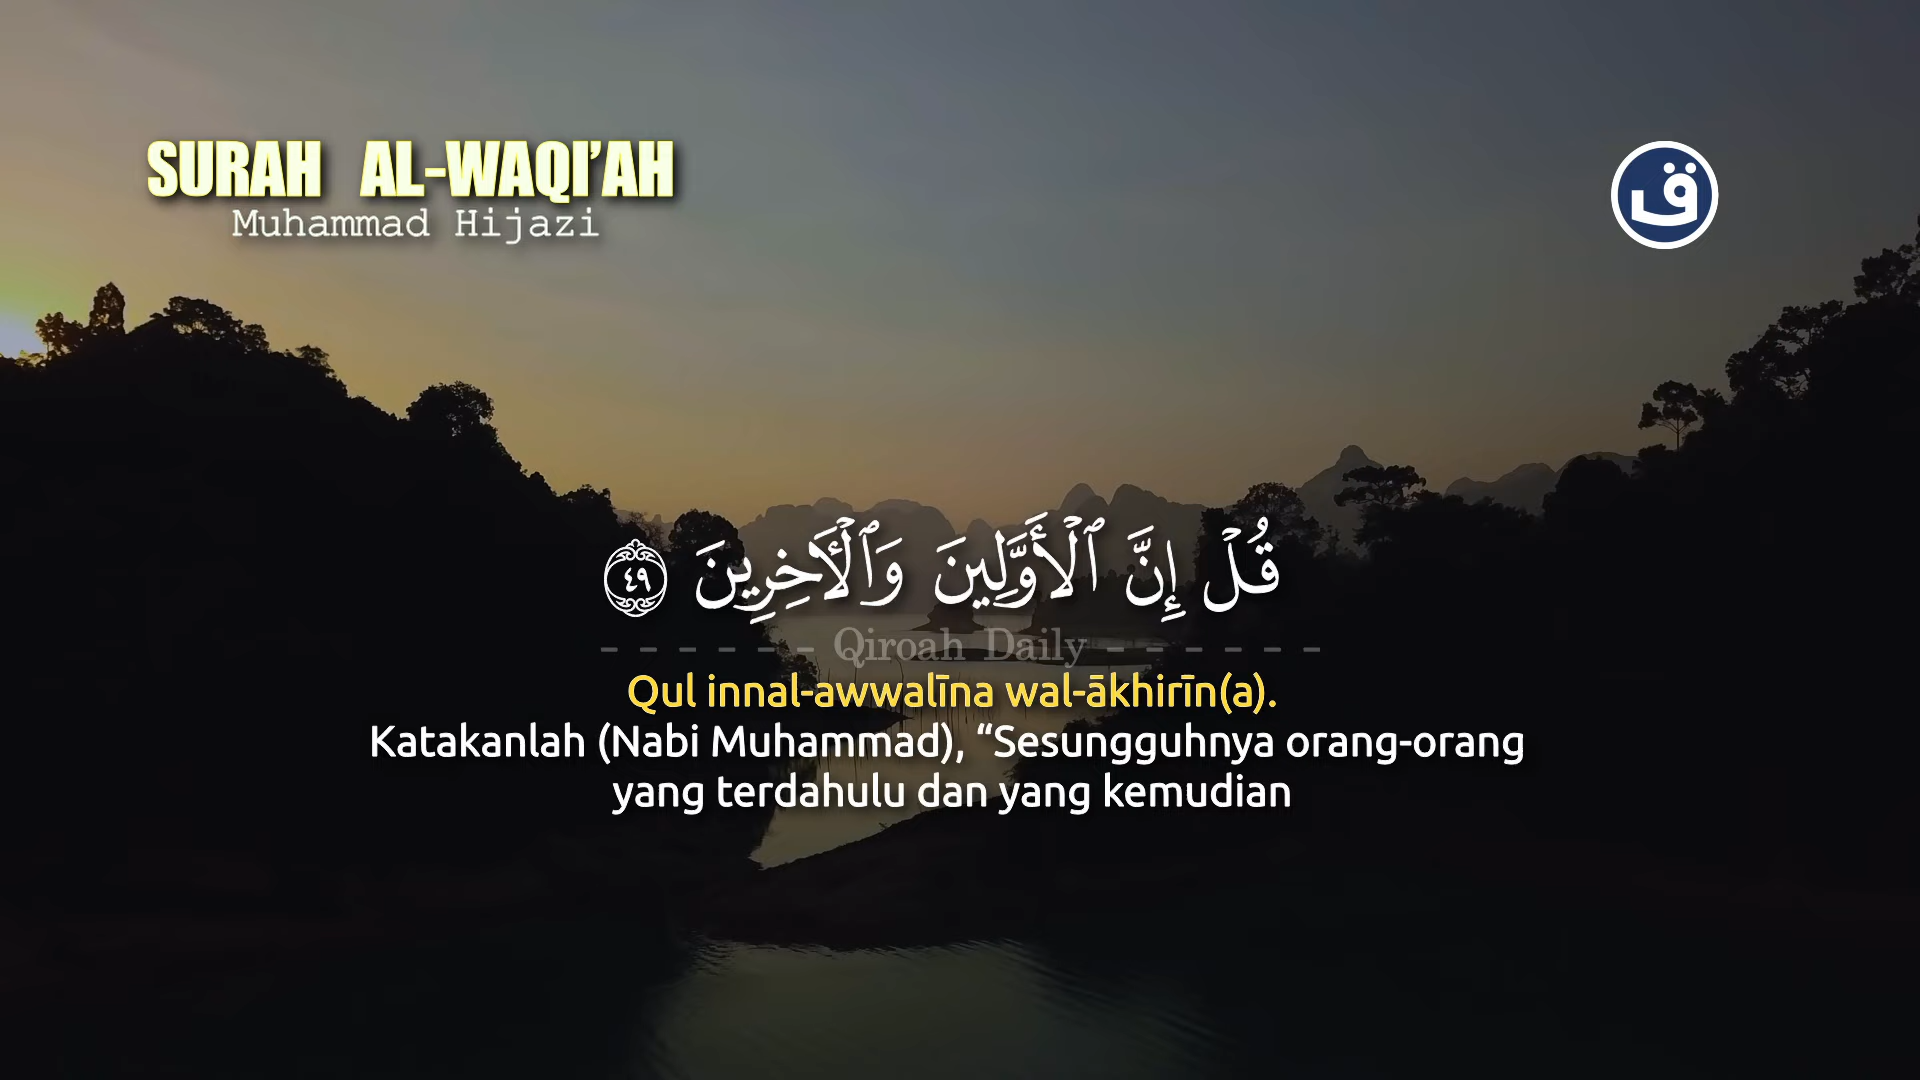 SURAH AL-WAQI’AH
Muhammad Hijazi
ق
قُلْ إِنَّ ٱلْأَوَّلِينَ وَٱلْـَٔاخِرِينَ ٤٩
- - - - - - Qiroah Daily - - - - - -
Qul innal-awwalīna wal-ākhirīn(a).
Katakanlah (Nabi Muhammad), “Sesungguhnya orang-orang
yang terdahulu dan yang kemudian